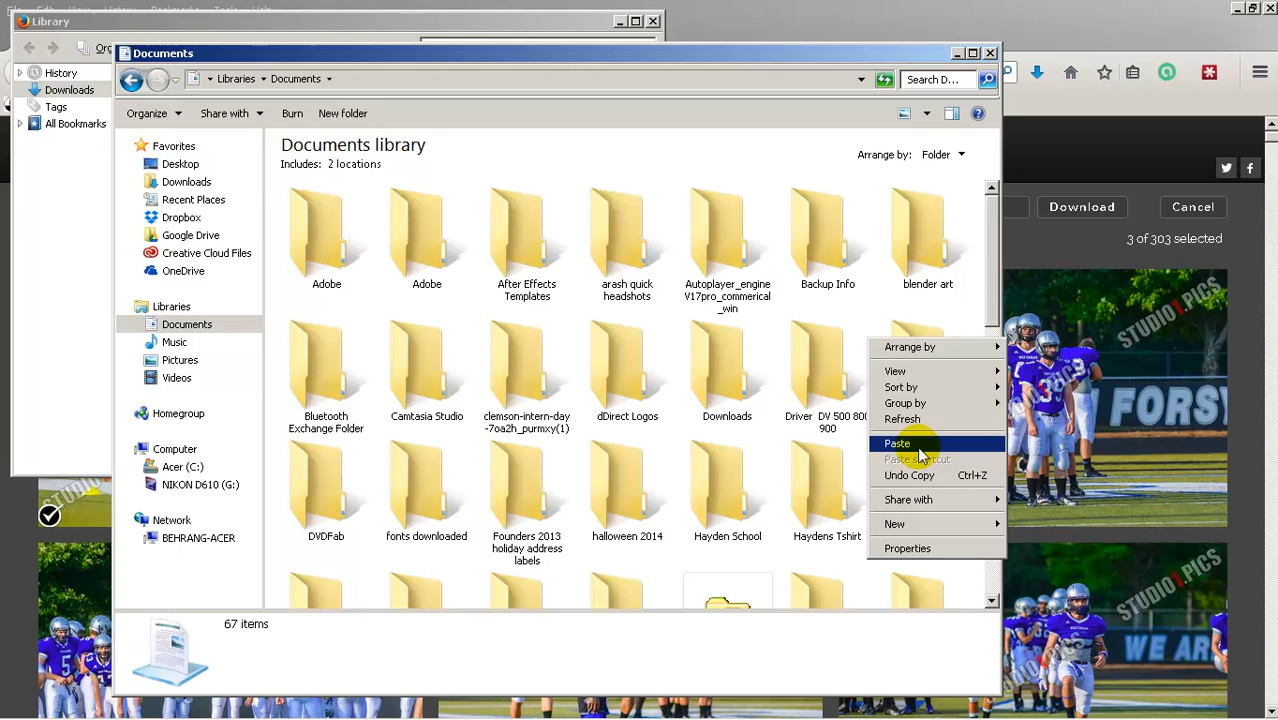 Library
Documents
Libraries Documents
Search D...
Organize Share with Burn New folder
History
Downloads
Tags
All Bookmarks
Favorites
Desktop
Downloads
Recent Places
Dropbox
Google Drive
Creative Cloud Files
OneDrive
Libraries
Documents
Music
Pictures
Videos
Homegroup
Computer
Acer (C:)
NIKON D610 (G:)
Network
BEHRANG-ACER
Documents library
Includes: 2 locations
Arrange by: Folder
Adobe
Adobe
After Effects
Templates
arash quick
headshots
Autoplayer_engine
V17pro_commerical
_win
Backup Info
blender art
Bluetooth
Exchange Folder
Camtasia Studio
clemson-intern-day
-7oa2h_purmxy(1)
dDirect Logos
Downloads
Driver DV 500 800
900
DVDFab
fonts downloaded
Founders 2013
holiday address
labels
halloween 2014
Hayden School
Haydens Tshirt
Arrange by
View
Sort by
Group by
Refresh
Paste
Paste shortcut
Undo Copy Ctrl+Z
Share with
New
Properties
67 items
Download
Cancel
3 of 303 selected
STUDIO1.PICS
FORSY
STUDIO1.PICS
WE AR
STUDIO